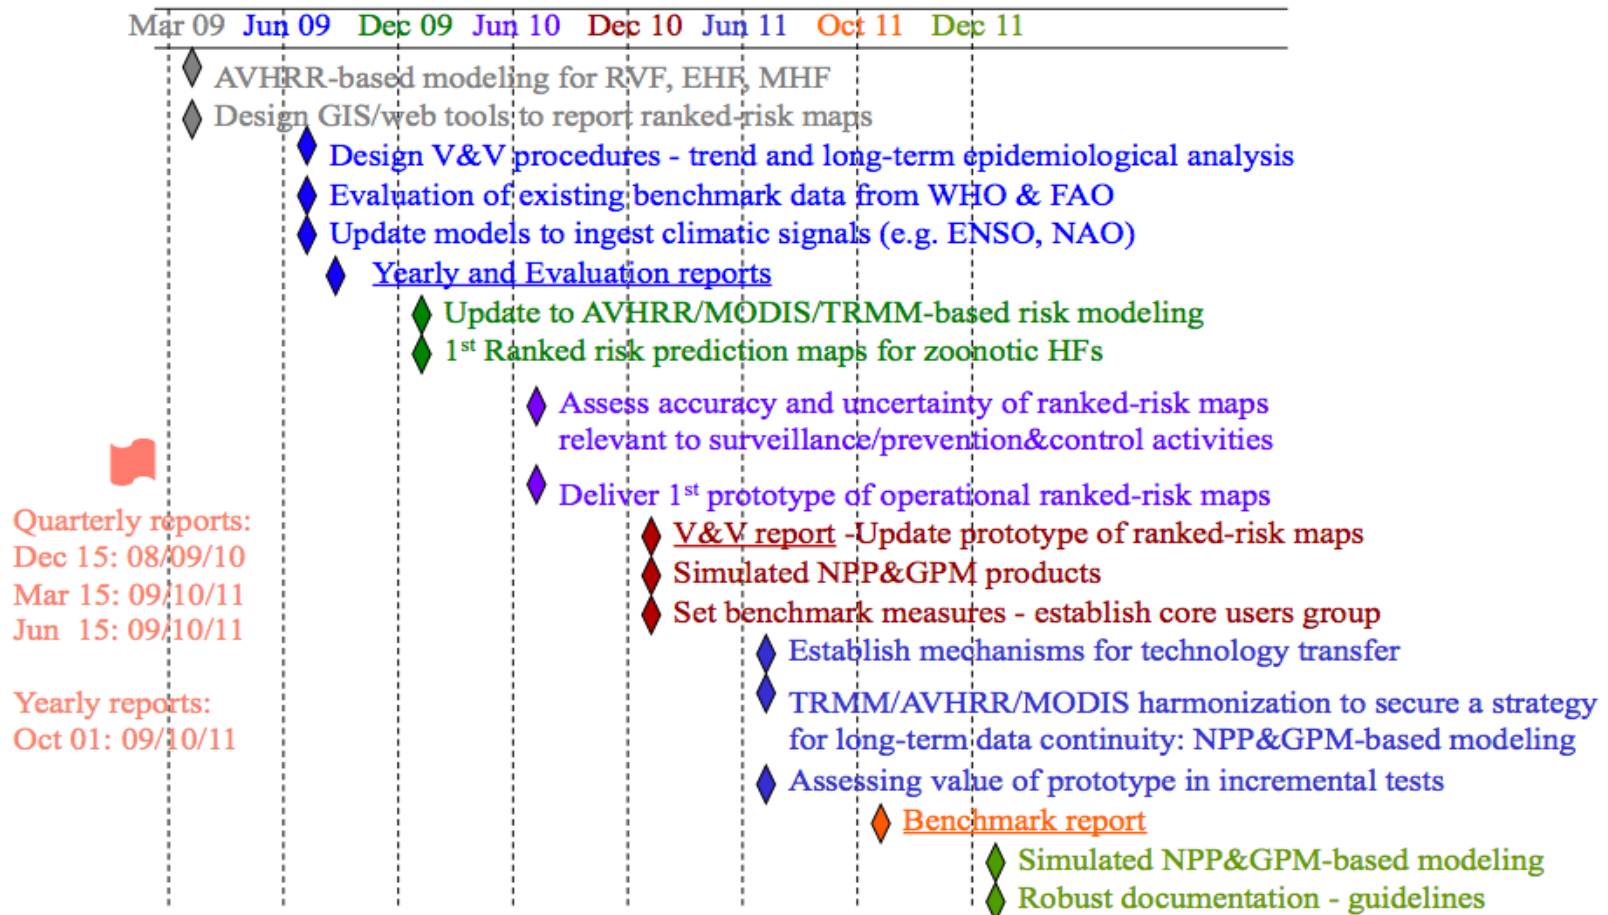 Mar 09 Jun 09 Dec 09 Jun 10 Dec 10 Jun 11 Oct 11 Dec 11
AVHRR-based modeling for RVF, EHF, MHF
Design GIS/web tools to report ranked-risk maps
Design V&V procedures - trend and long-term epidemiological analysis
Evaluation of existing benchmark data from WHO & FAO
Update models to ingest climatic signals (e.g. ENSO, NAO)
Yearly and Evaluation reports
Update to AVHRR/MODIS/TRMM-based risk modeling
1st Ranked risk prediction maps for zoonotic HFs
Assess accuracy and uncertainty of ranked-risk maps
relevant to surveillance/prevention&control activities
Deliver 1st prototype of operational ranked-risk maps
Quarterly reports:
Dec 15: 08/09/10
Mar 15: 09/10/11
Jun 15: 09/10/11
Yearly reports:
Oct 01: 09/10/11
V&V report -Update prototype of ranked-risk maps
Simulated NPP&GPM products
Set benchmark measures - establish core users group
Establish mechanisms for technology transfer
TRMM/AVHRR/MODIS harmonization to secure a strategy
for long-term data continuity: NPP&GPM-based modeling
Assessing value of prototype in incremental tests
Benchmark report
Simulated NPP&GPM-based modeling
Robust documentation - guidelines